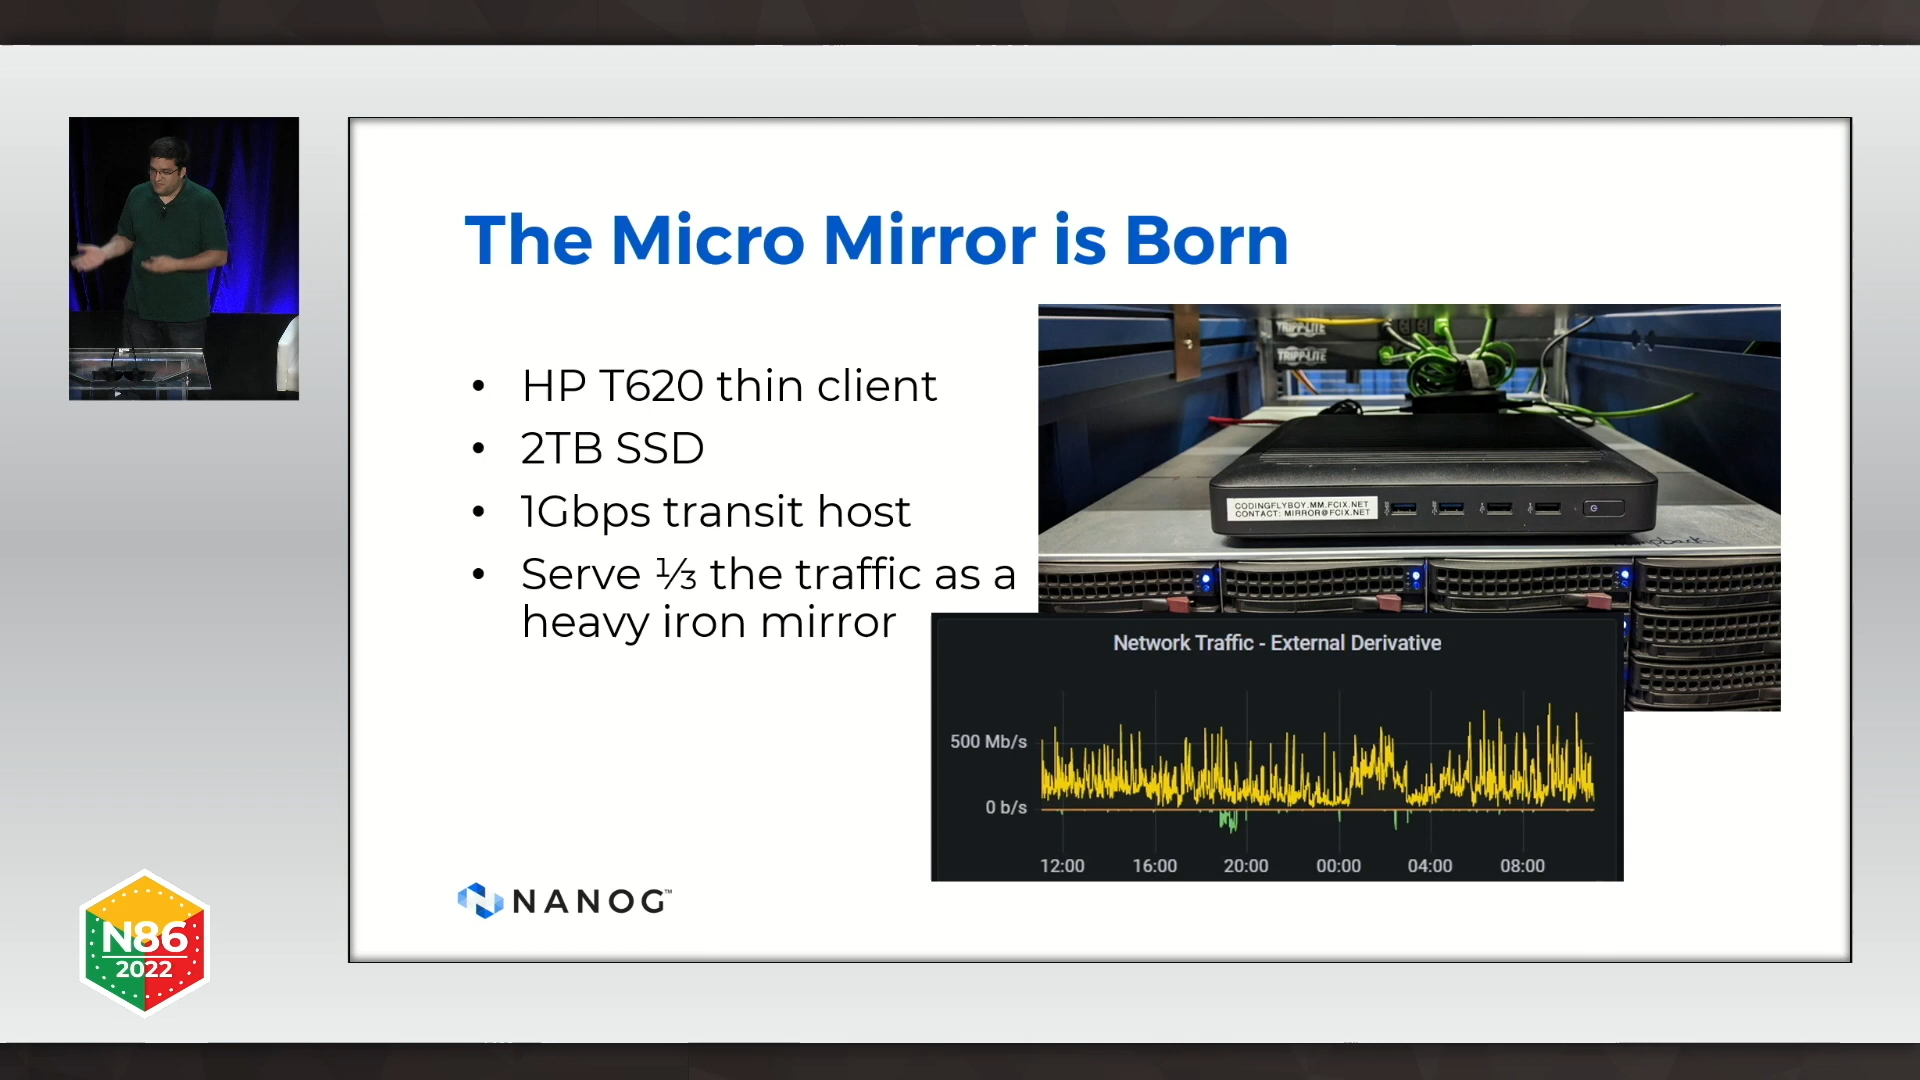 The Micro Mirror is Born
• HP T620 thin client
• 2TB SSD
• 1Gbps transit host
• Serve ⅓ the traffic as a
heavy iron mirror
TRIPP-LITE
TRIPP-LITE
CODINGFLYBOY.MM.FCIX.NET
CONTACT: MIRROR@FCIX.NET
Network Traffic - External Derivative
500 Mb/s
0 b/s
12:00 16:00 20:00 00:00 04:00 08:00
NANOG™
N86
2022